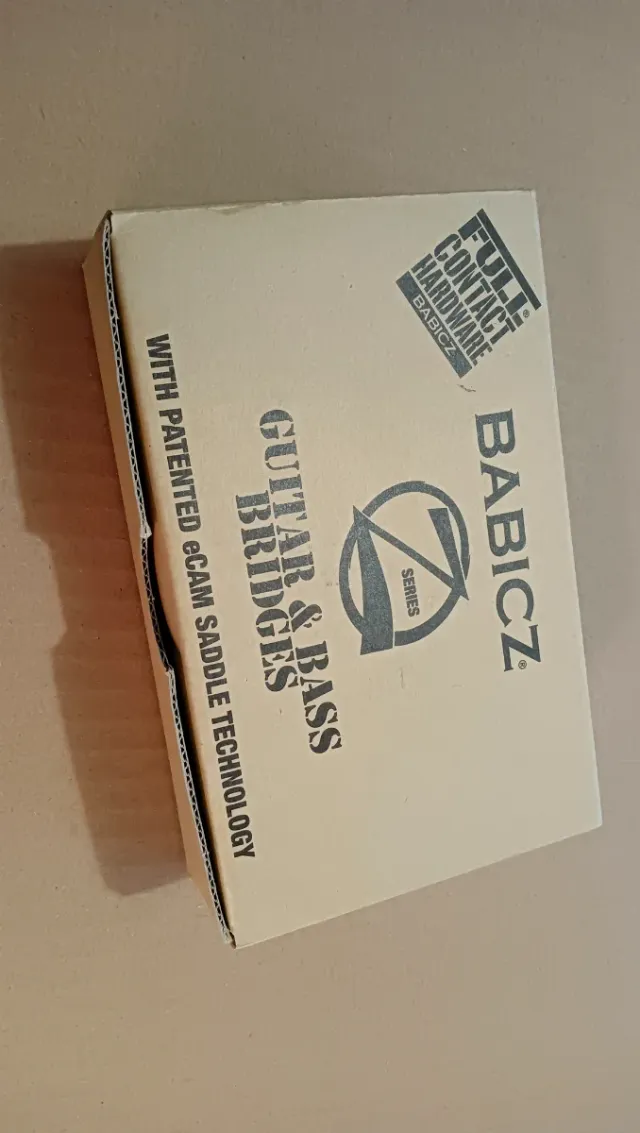 FULL®
CONTACT
HARDWARE
BABICZ
BABICZ®
Z
SERIES
GUITAR & BASS
BRIDGES
WITH PATENTED eCAM SADDLE TECHNOLOGY